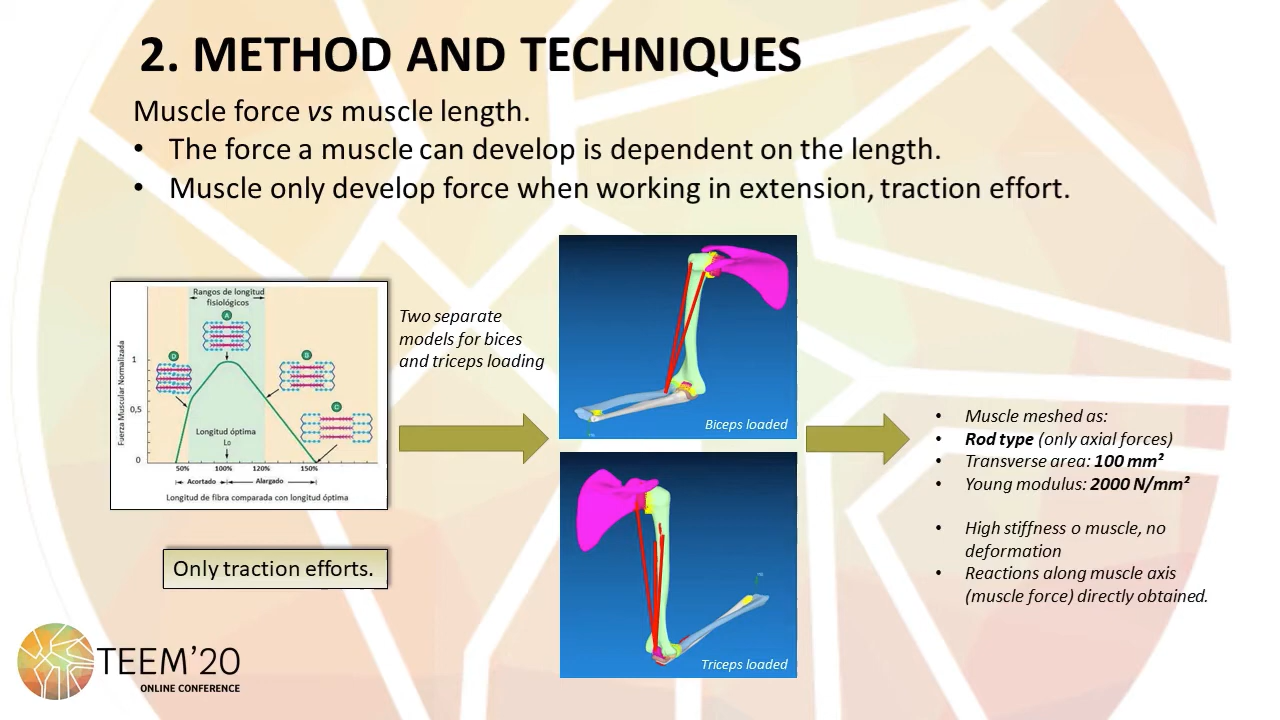 2. METHOD AND TECHNIQUES
Muscle force vs muscle length.
• The force a muscle can develop is dependent on the length.
• Muscle only develop force when working in extension, traction effort.
Rangos de longitud
fisiológicos
A
D
B
C
Fuerza Muscular Normalizada
1
0,5
0
Longitud óptima
L₀
50%
100%
120%
150%
Acortado
Alargado
Longitud de fibra comparada con longitud óptima
Only traction efforts.
Two separate
models for bices
and triceps loading
Biceps loaded
Triceps loaded
• Muscle meshed as:
• Rod type (only axial forces)
• Transverse area: 100 mm²
• Young modulus: 2000 N/mm²
• High stiffness o muscle, no
deformation
• Reactions along muscle axis
(muscle force) directly obtained.
TEEM’20
ONLINE CONFERENCE